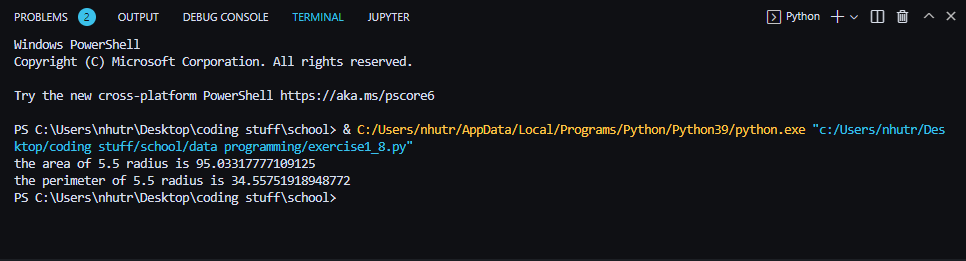 PROBLEMS 2 OUTPUT DEBUG CONSOLE TERMINAL JUPYTER Python
Windows PowerShell
Copyright (C) Microsoft Corporation. All rights reserved.
Try the new cross-platform PowerShell https://aka.ms/pscore6
PS C:\Users\nhutr\Desktop\coding stuff\school> & C:/Users/nhutr/AppData/Local/Programs/Python/Python39/python.exe "c:/Users/nhutr/Des
ktop/coding stuff/school/data programming/exercise1_8.py"
the area of 5.5 radius is 95.03317777109125
the perimeter of 5.5 radius is 34.55751918948772
PS C:\Users\nhutr\Desktop\coding stuff\school>